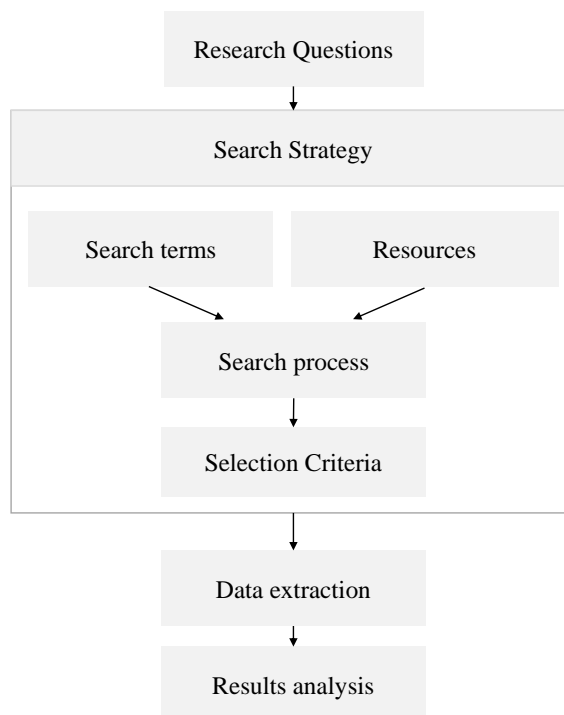 Research Questions
Search Strategy
Search terms
Resources
Search process
Selection Criteria
Data extraction
Results analysis